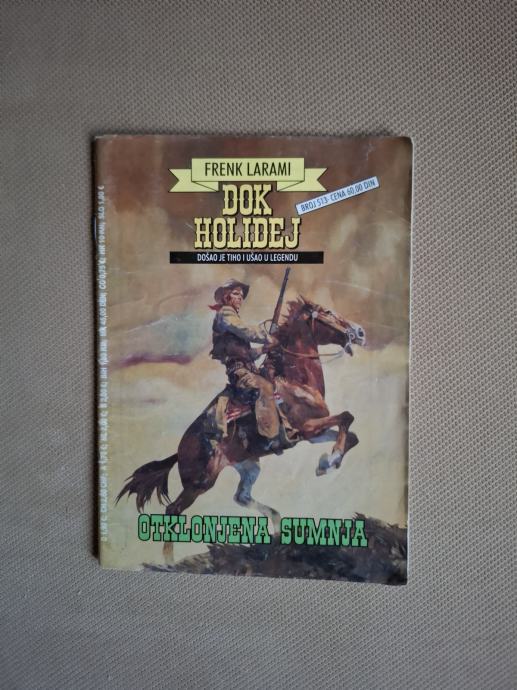 FRENK LARAMI
DOK
HOLIDEJ
DOŠAO JE TIHO I UŠAO U LEGENDU
BROJ 513 · CENA 60,00 DIN
OTKLONJENA SUMNJA